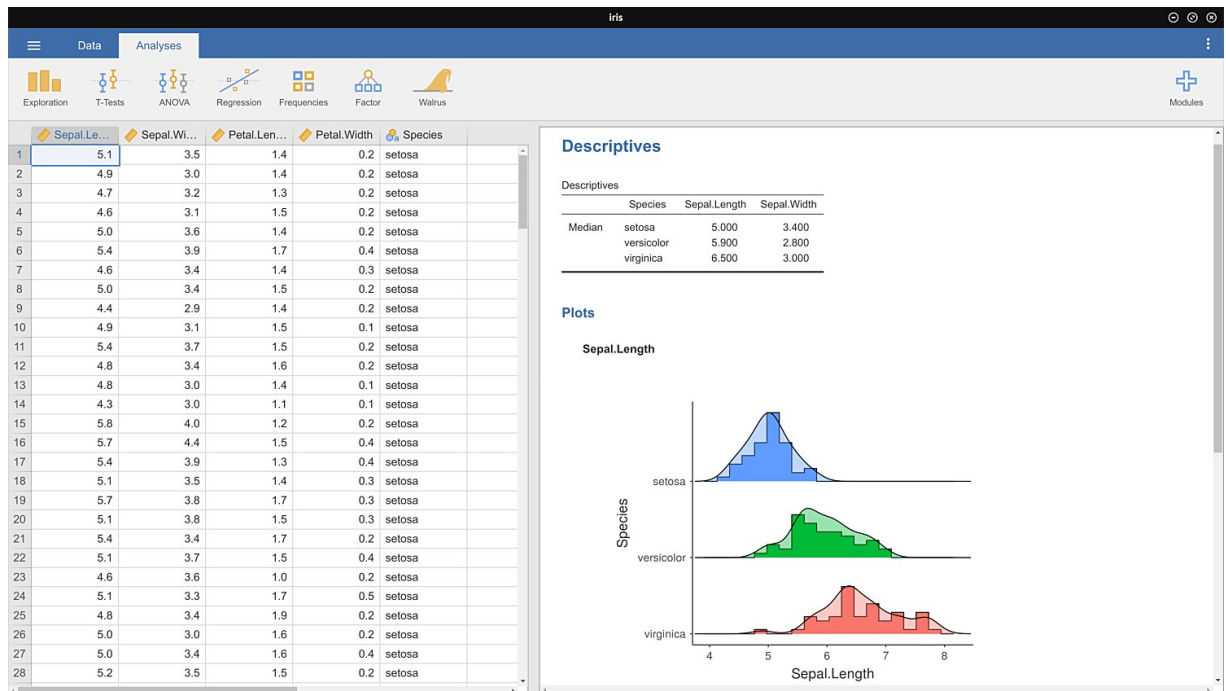 iris
Data Analyses
Exploration T-Tests ANOVA Regression Frequencies Factor Walrus Modules
Sepal.Le... Sepal.Wi... Petal.Len... Petal.Width Species
1 5.1 3.5 1.4 0.2 setosa
2 4.9 3.0 1.4 0.2 setosa
3 4.7 3.2 1.3 0.2 setosa
4 4.6 3.1 1.5 0.2 setosa
5 5.0 3.6 1.4 0.2 setosa
6 5.4 3.9 1.7 0.4 setosa
7 4.6 3.4 1.4 0.3 setosa
8 5.0 3.4 1.5 0.2 setosa
9 4.4 2.9 1.4 0.2 setosa
10 4.9 3.1 1.5 0.1 setosa
11 5.4 3.7 1.5 0.2 setosa
12 4.8 3.4 1.6 0.2 setosa
13 4.8 3.0 1.4 0.1 setosa
14 4.3 3.0 1.1 0.1 setosa
15 5.8 4.0 1.2 0.2 setosa
16 5.7 4.4 1.5 0.4 setosa
17 5.4 3.9 1.3 0.4 setosa
18 5.1 3.5 1.4 0.3 setosa
19 5.7 3.8 1.7 0.3 setosa
20 5.1 3.8 1.5 0.3 setosa
21 5.4 3.4 1.7 0.2 setosa
22 5.1 3.7 1.5 0.4 setosa
23 4.6 3.6 1.0 0.2 setosa
24 5.1 3.3 1.7 0.5 setosa
25 4.8 3.4 1.9 0.2 setosa
26 5.0 3.0 1.6 0.2 setosa
27 5.0 3.4 1.6 0.4 setosa
28 5.2 3.5 1.5 0.2 setosa
Descriptives
Descriptives
Species Sepal.Length Sepal.Width
Median setosa 5.000 3.400
versicolor 5.900 2.800
virginica 6.500 3.000
Plots
Sepal.Length
Species
setosa
versicolor
virginica
4 5 6 7 8
Sepal.Length